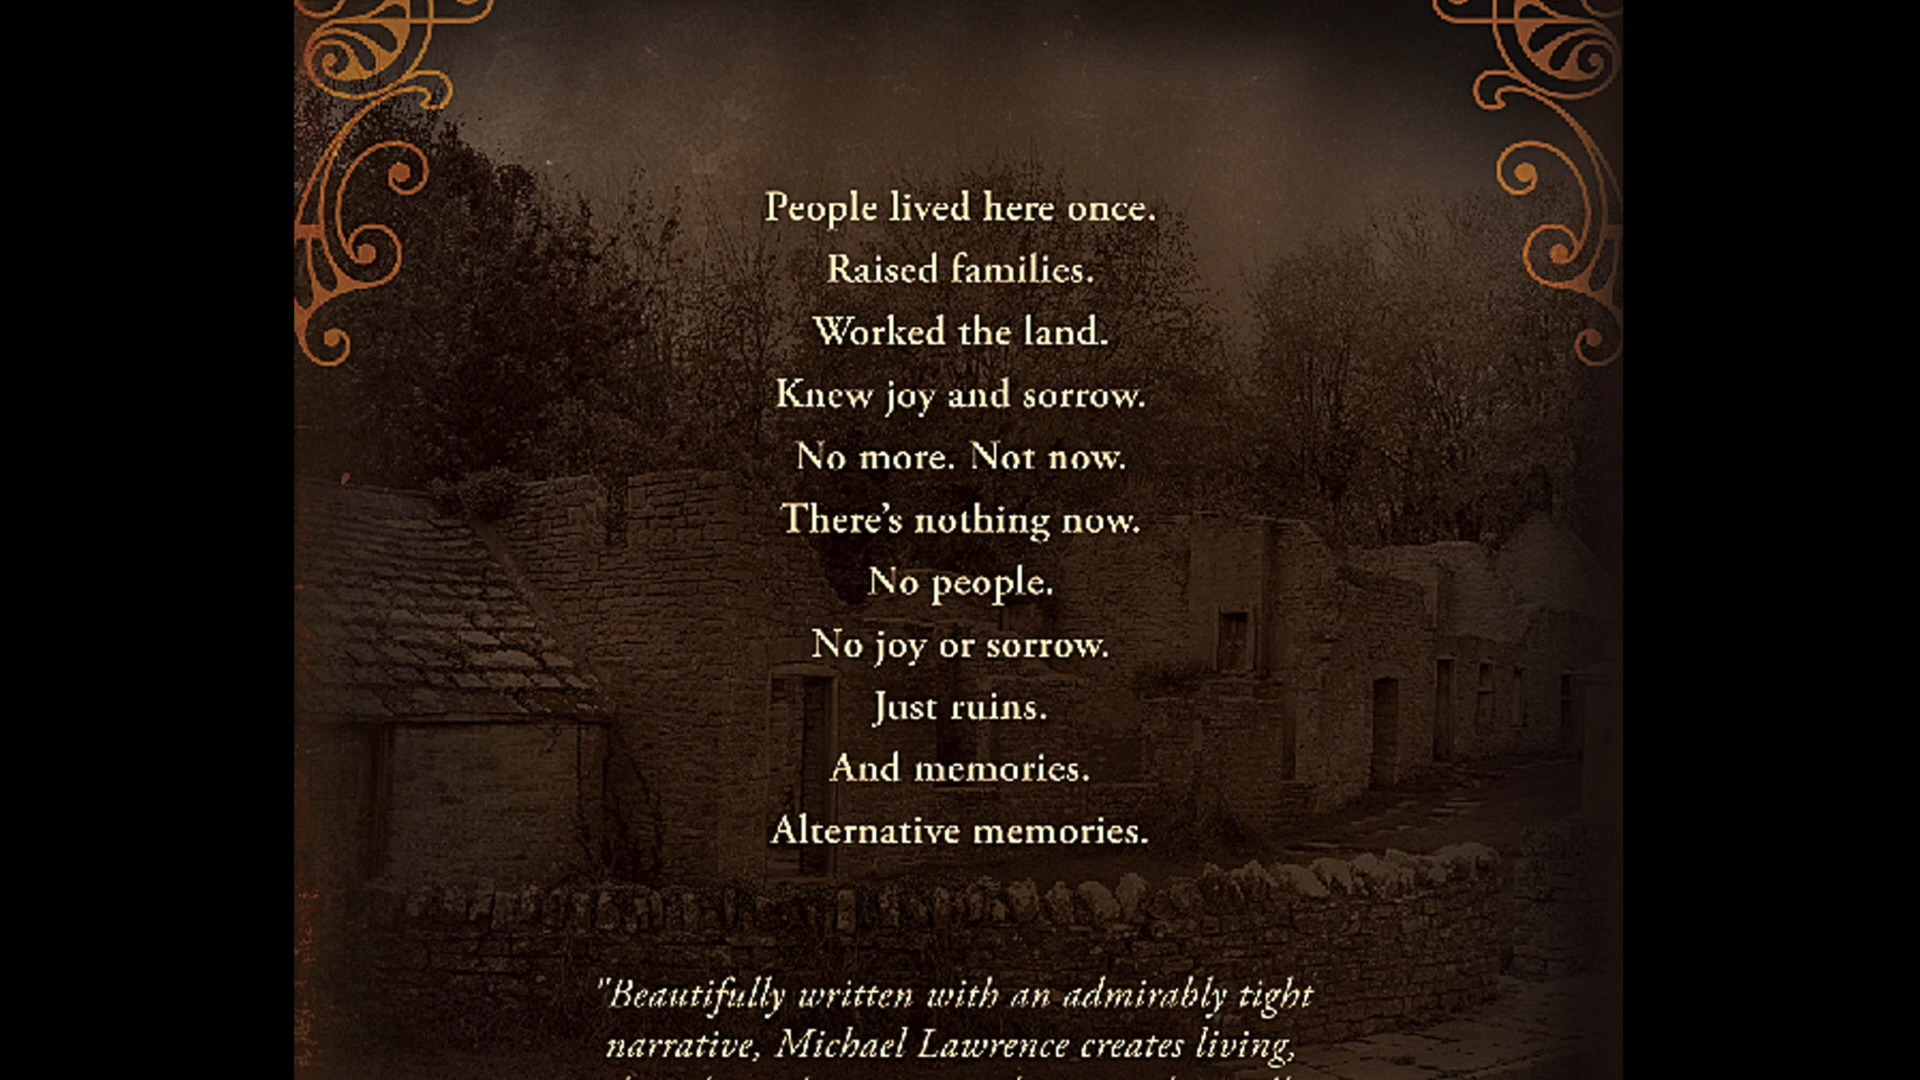 People lived here once.
Raised families.
Worked the land.
Knew joy and sorrow.
No more. Not now.
There's nothing now.
No people.
No joy or sorrow.
Just ruins.
And memories.
Alternative memories.
"Beautifully written with an admirably tight
narrative, Michael Lawrence creates living,